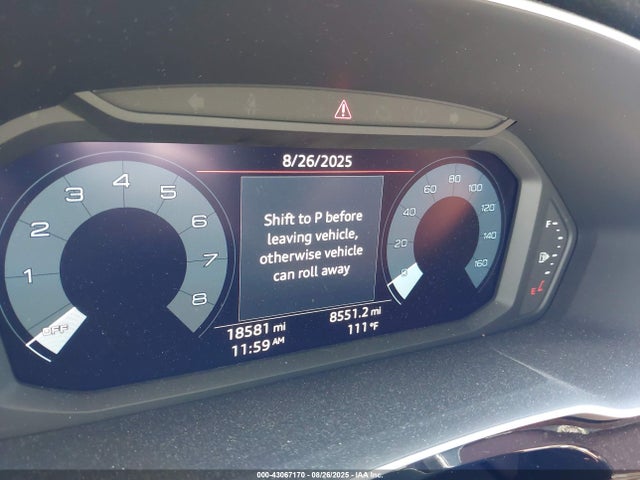 8/26/2025
1 2 3 4 5 6 7 8
OFF
Shift to P before
leaving vehicle,
otherwise vehicle
can roll away
0 20 40 60 80 100 120 140 160
F
E
18581 mi
8551.2 mi
11:59 AM
111 °F
000-43067170 - 08/26/2025 - IAA Inc.